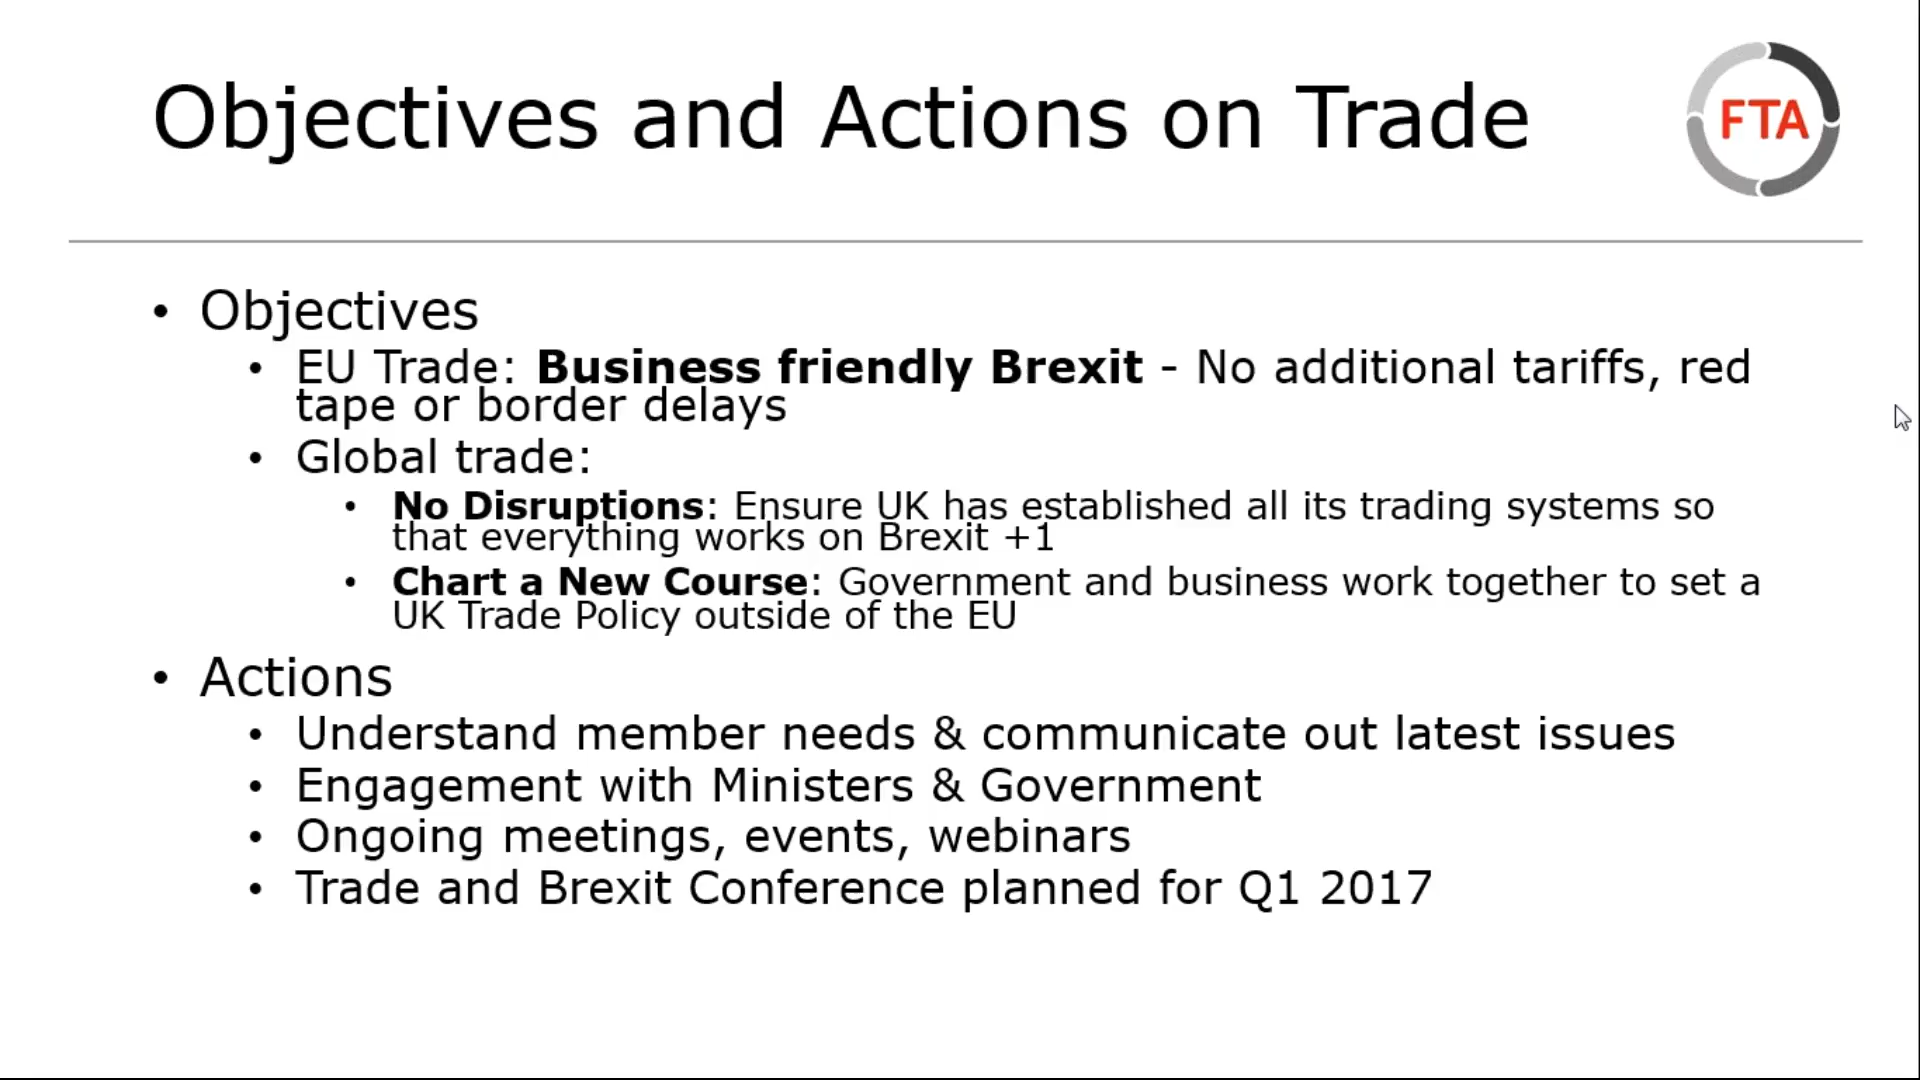 Objectives and Actions on Trade
FTA
• Objectives
• EU Trade: Business friendly Brexit - No additional tariffs, red
tape or border delays
• Global trade:
• No Disruptions: Ensure UK has established all its trading systems so
that everything works on Brexit +1
• Chart a New Course: Government and business work together to set a
UK Trade Policy outside of the EU
• Actions
• Understand member needs & communicate out latest issues
• Engagement with Ministers & Government
• Ongoing meetings, events, webinars
• Trade and Brexit Conference planned for Q1 2017